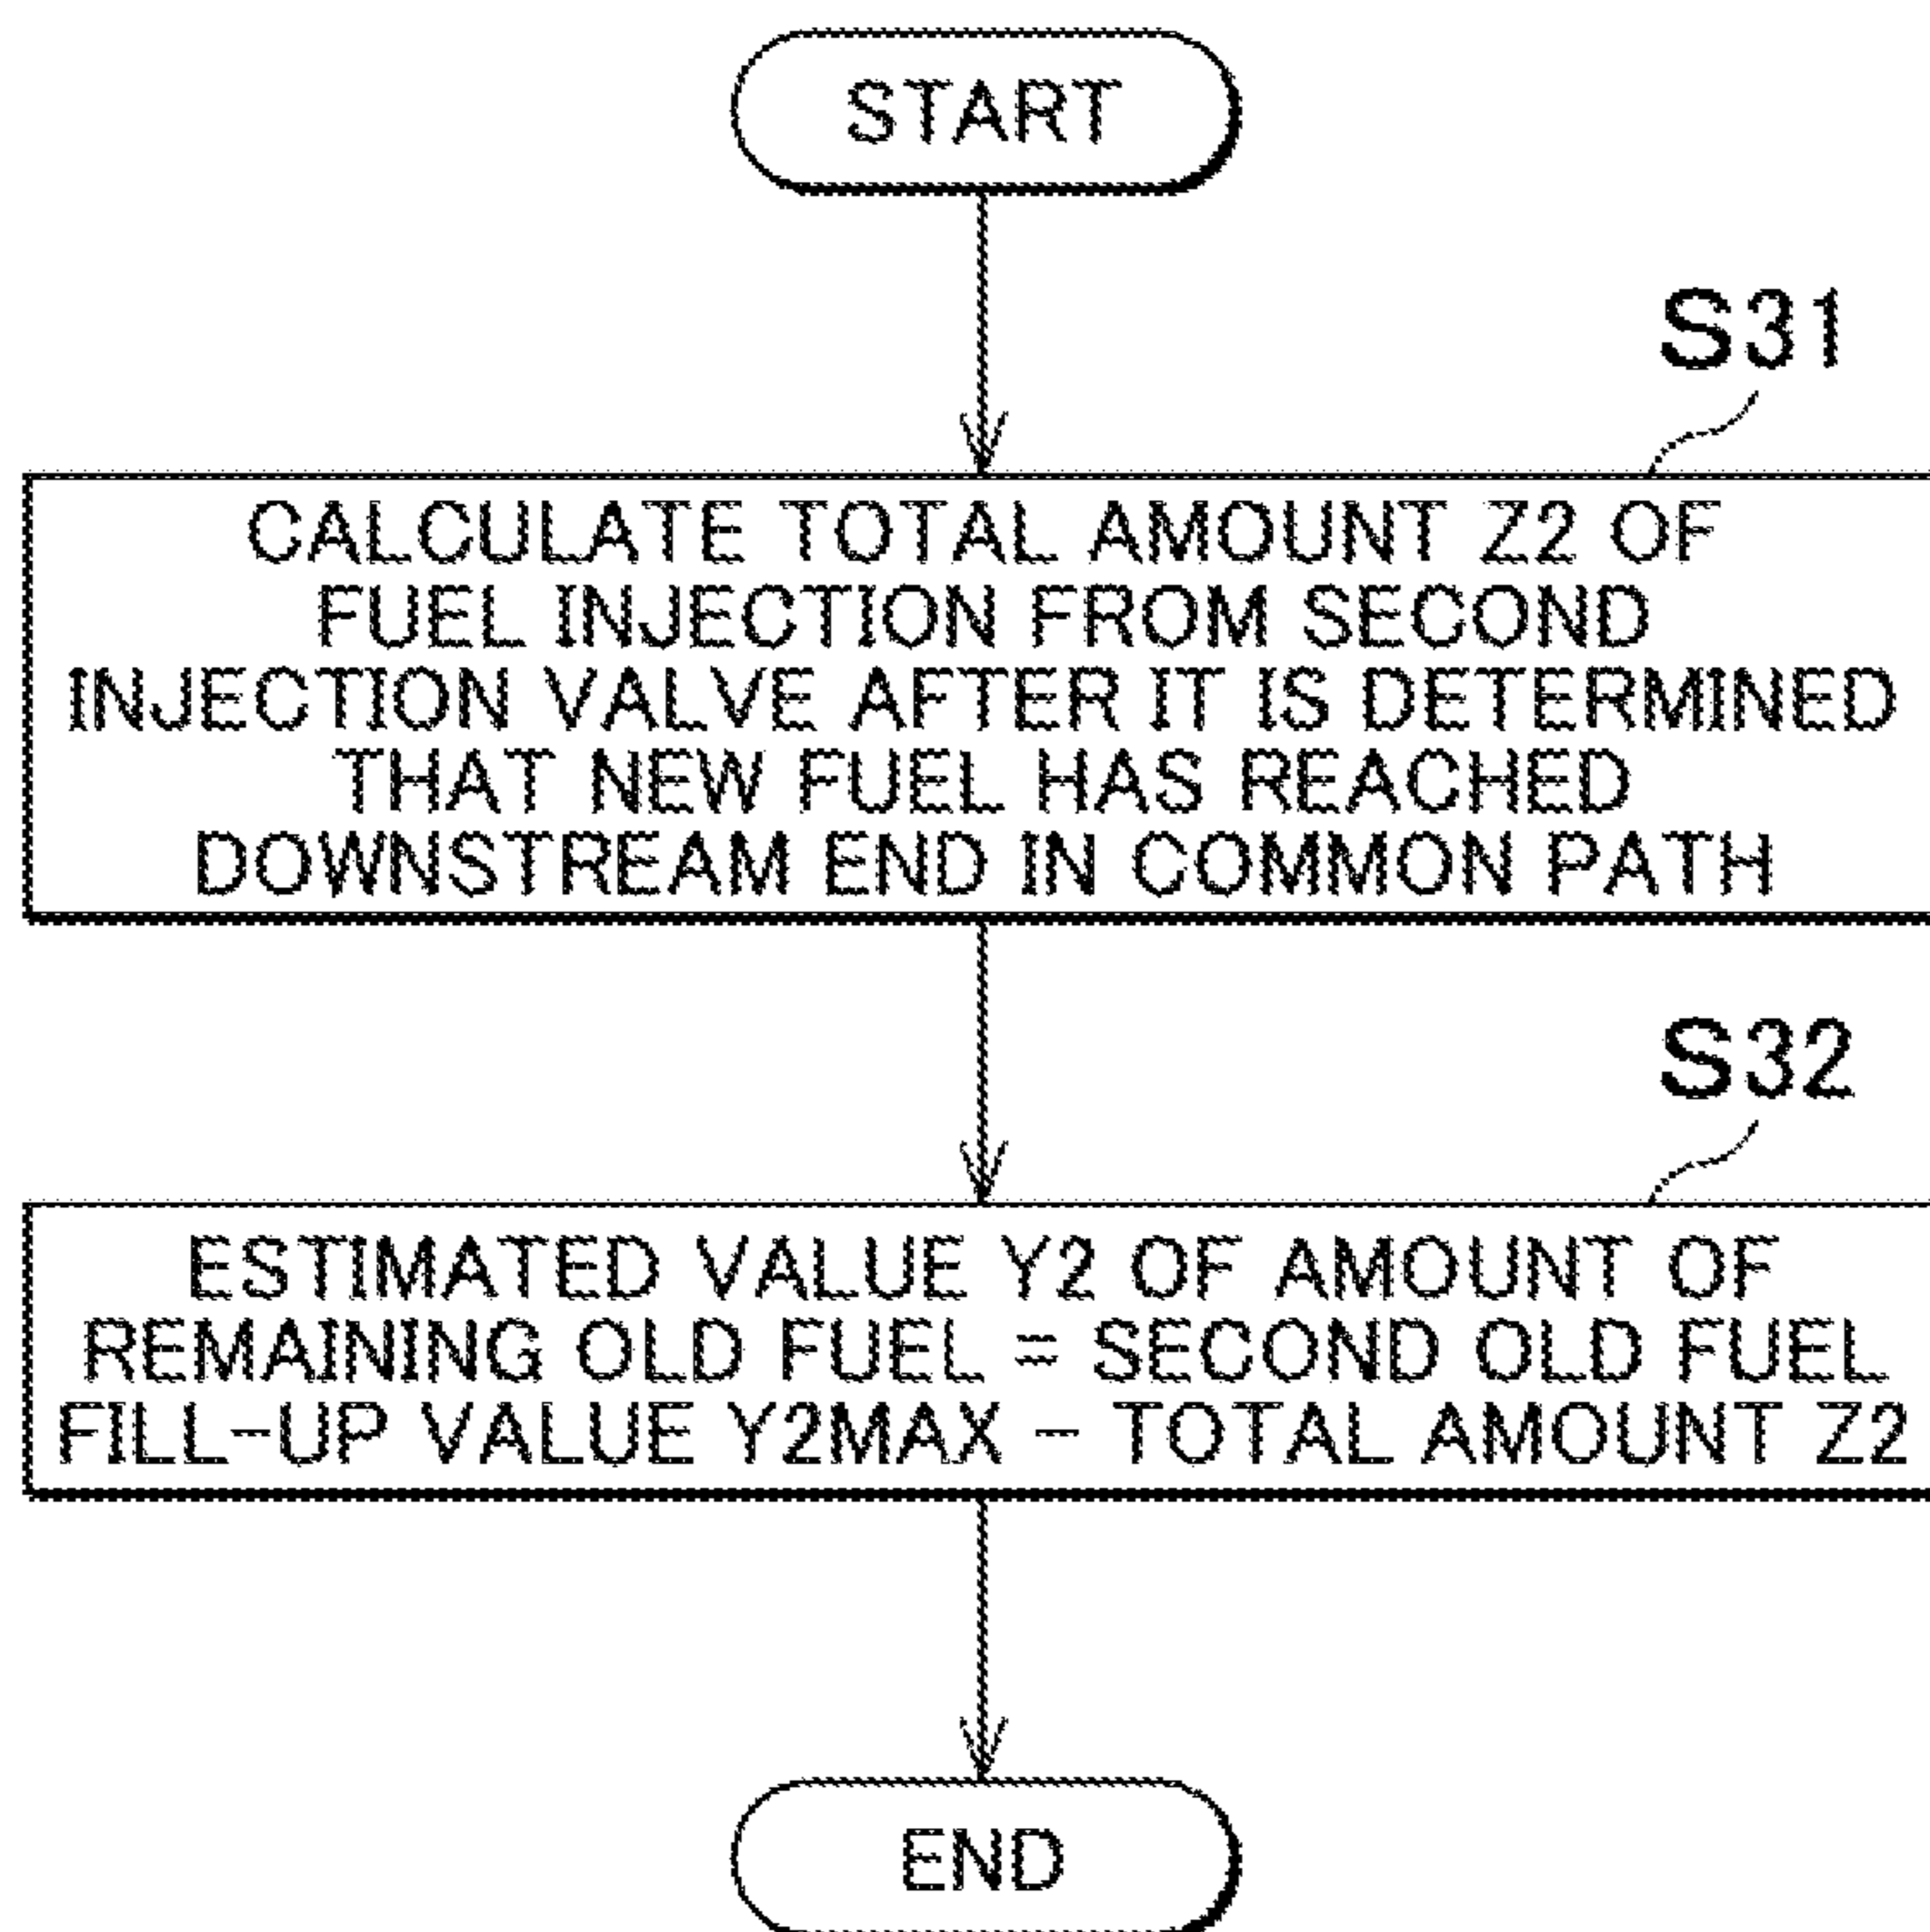 START
S31
CALCULATE TOTAL AMOUNT Z2 OF
FUEL INJECTION FROM SECOND
INJECTION VALVE AFTER IT IS DETERMINED
THAT NEW FUEL HAS REACHED
DOWNSTREAM END IN COMMON PATH
S32
ESTIMATED VALUE Y2 OF AMOUNT OF
REMAINING OLD FUEL = SECOND OLD FUEL
FILL-UP VALUE Y2MAX - TOTAL AMOUNT Z2
END